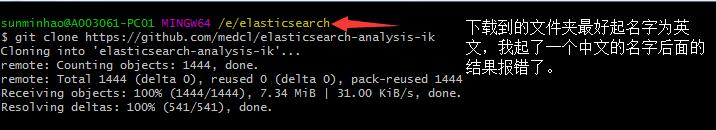 sunminhao@A003061-PC01 MINGW64 /e/elasticsearch
$ git clone https://github.com/medcl/elasticsearch-analysis-ik
Cloning into 'elasticsearch-analysis-ik'...
remote: Counting objects: 1444, done.
remote: Total 1444 (delta 0), reused 0 (delta 0), pack-reused 1444
Receiving objects: 100% (1444/1444), 7.34 MiB | 31.00 KiB/s, done.
Resolving deltas: 100% (541/541), done.
下载到的文件夹最好起名字为英
文，我起了一个中文的名字后面的
结果报错了。